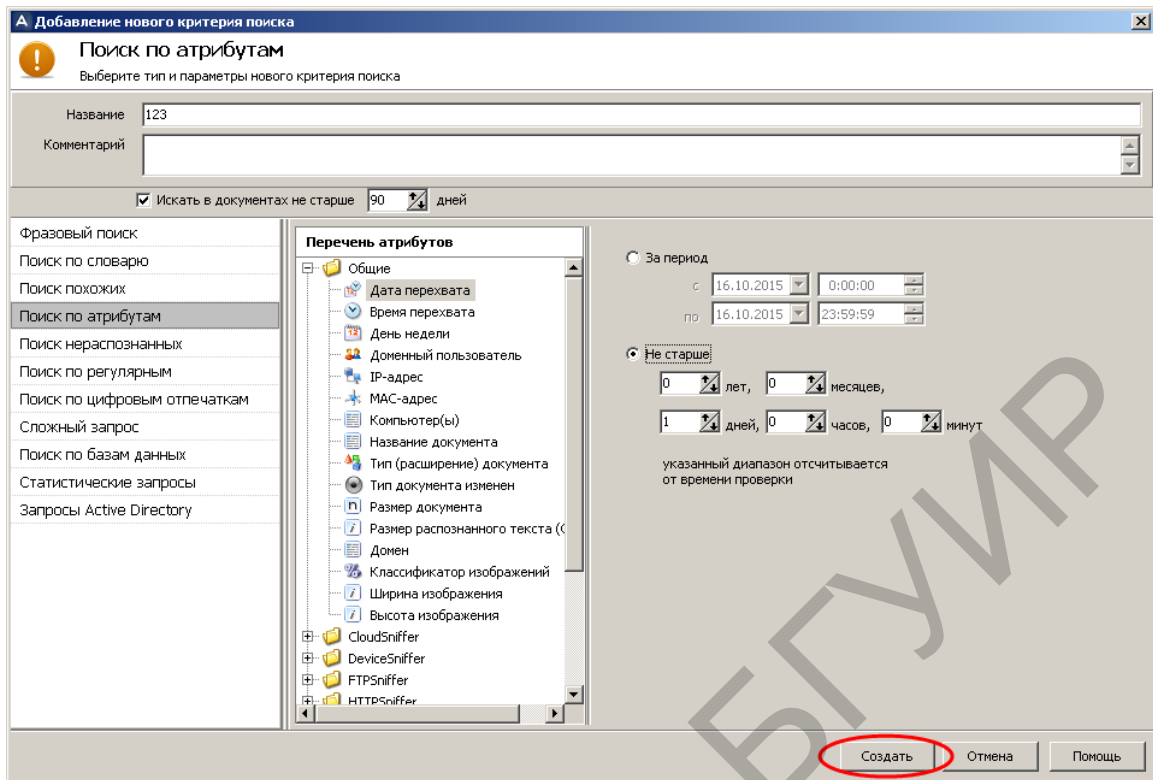 Добавление нового критерия поиска
Поиск по атрибутам
Выберите тип и параметры нового критерия поиска
Название 123
Комментарий
Искать в документах не старше 90 дней
Фразовый поиск
Поиск по словарю
Поиск похожих
Поиск по атрибутам
Поиск нераспознанных
Поиск по регулярным
Поиск по цифровым отпечаткам
Сложный запрос
Поиск по базам данных
Статистические запросы
Запросы Active Directory
Перечень атрибутов
Общие
Дата перехвата
Время перехвата
День недели
Доменный пользователь
IP-адрес
MAC-адрес
Компьютер(ы)
Название документа
Тип (расширение) документа
Тип документа изменен
Размер документа
Размер распознанного текста (
Домен
Классификатор изображений
Ширина изображения
Высота изображения
CloudSniffer
DeviceSniffer
FTPSniffer
HTTPSniffer
За период
с 16.10.2015 0:00:00
по 16.10.2015 23:59:59
Не старше
0 лет, 0 месяцев,
1 дней, 0 часов, 0 минут
указанный диапазон отсчитывается
от времени проверки
БГУИР
Создать Отмена Помощь